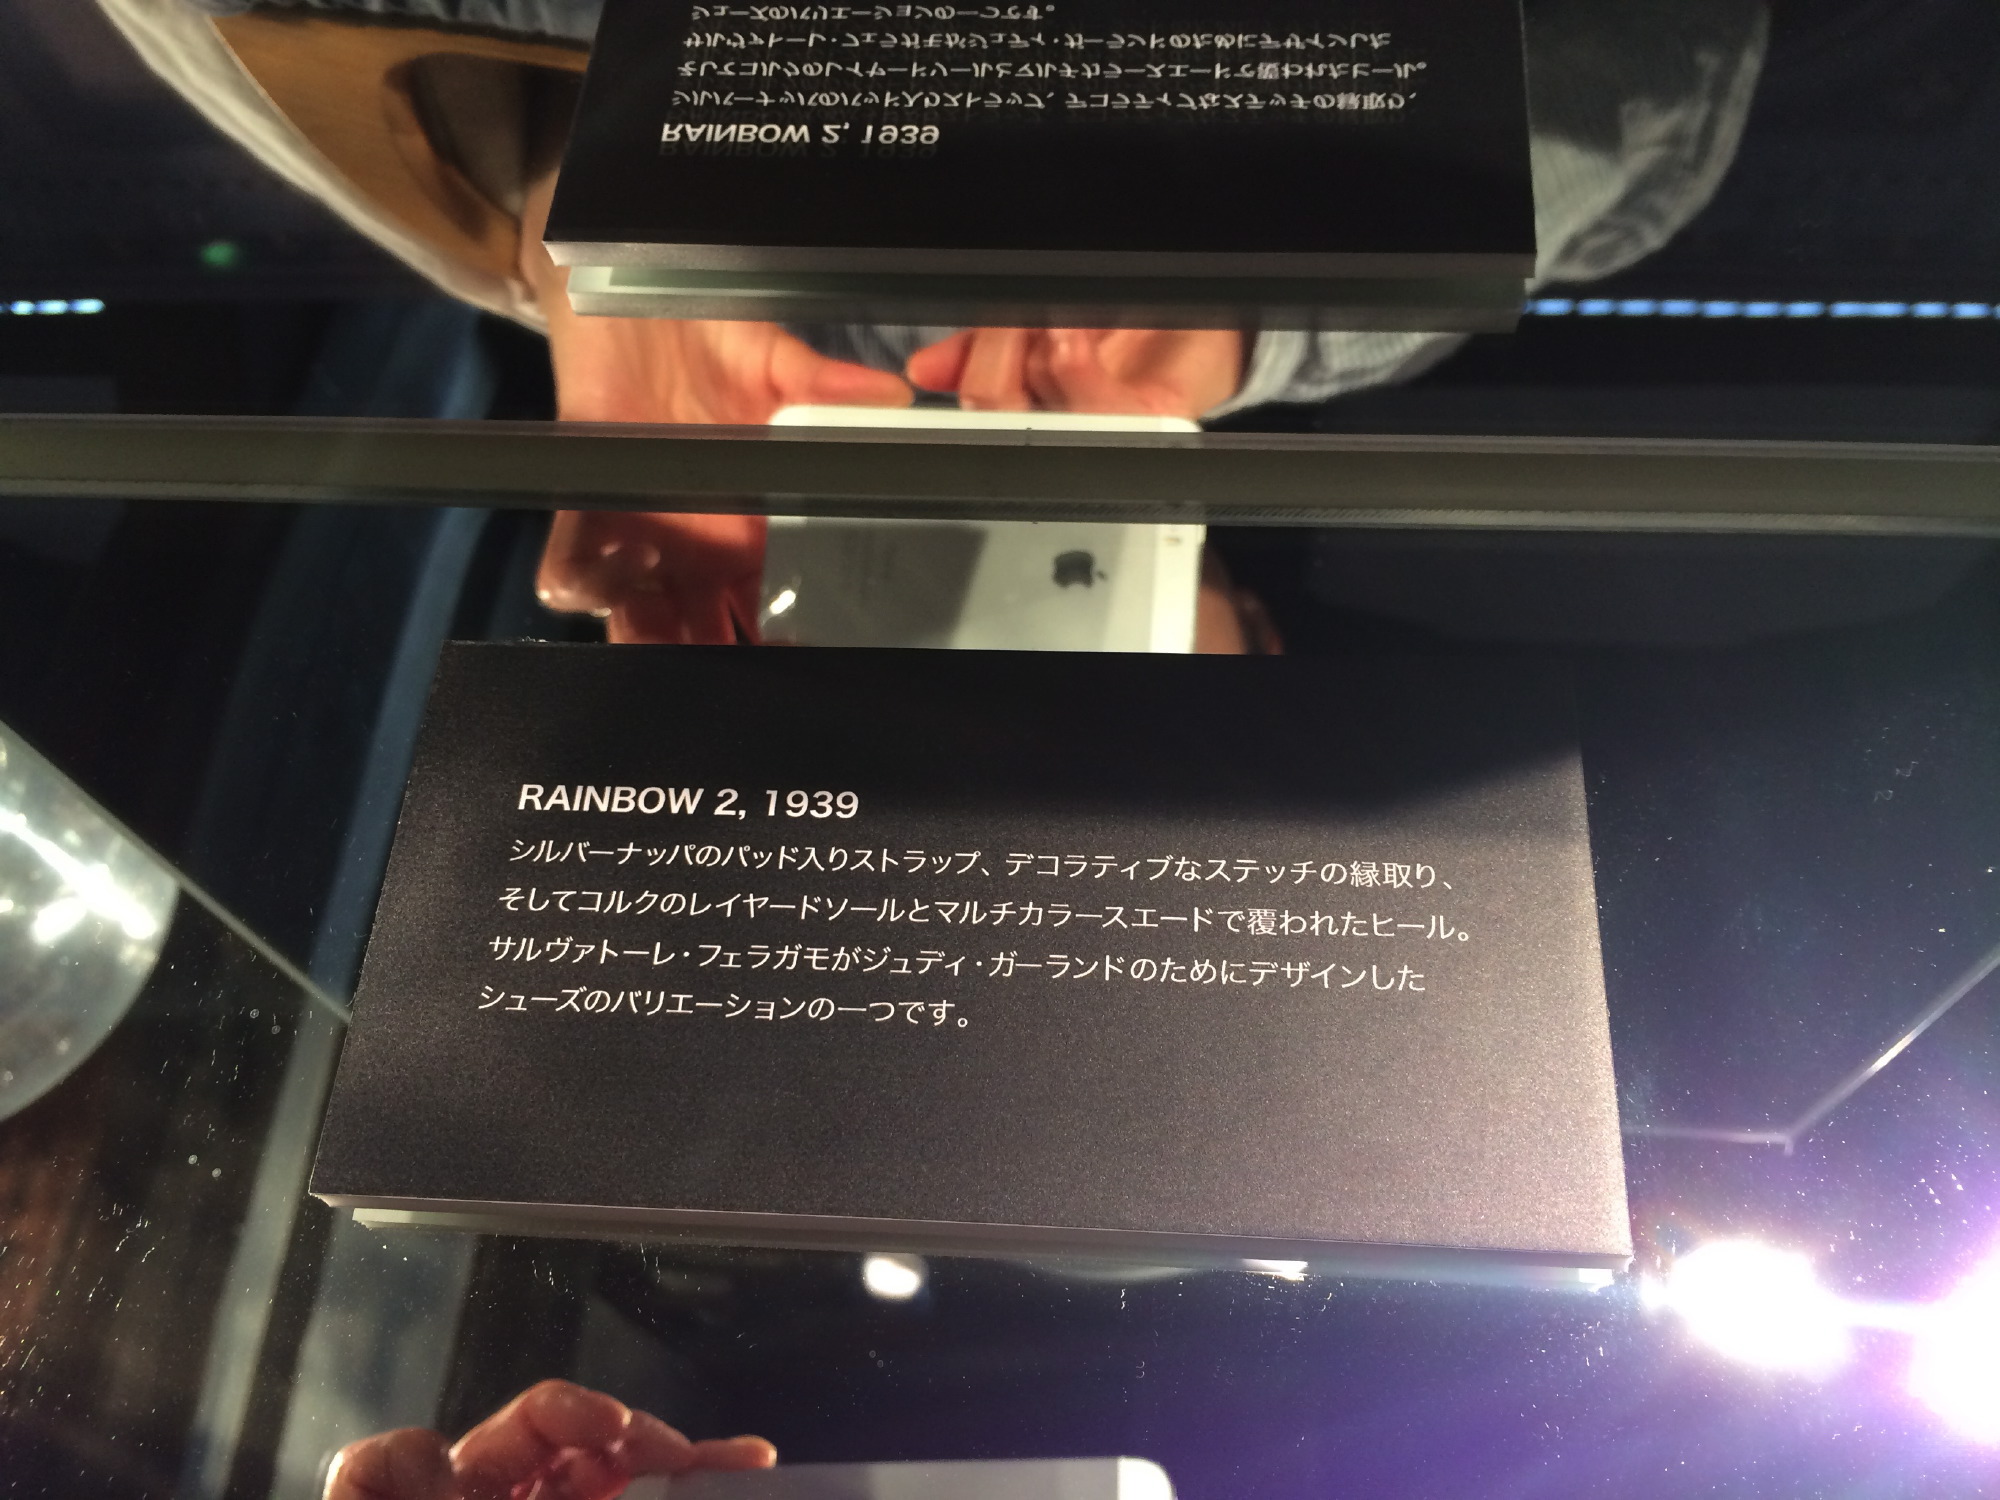 RAINBOW 2, 1939
シルバーナッパのパッド入りストラップ、デコラティブなステッチの縁取り、
そしてコルクのレイヤードソールとマルチカラースエードで覆われたヒール。
サルヴァトーレ・フェラガモがジュディ・ガーランドのためにデザインした
シューズのバリエーションの一つです。